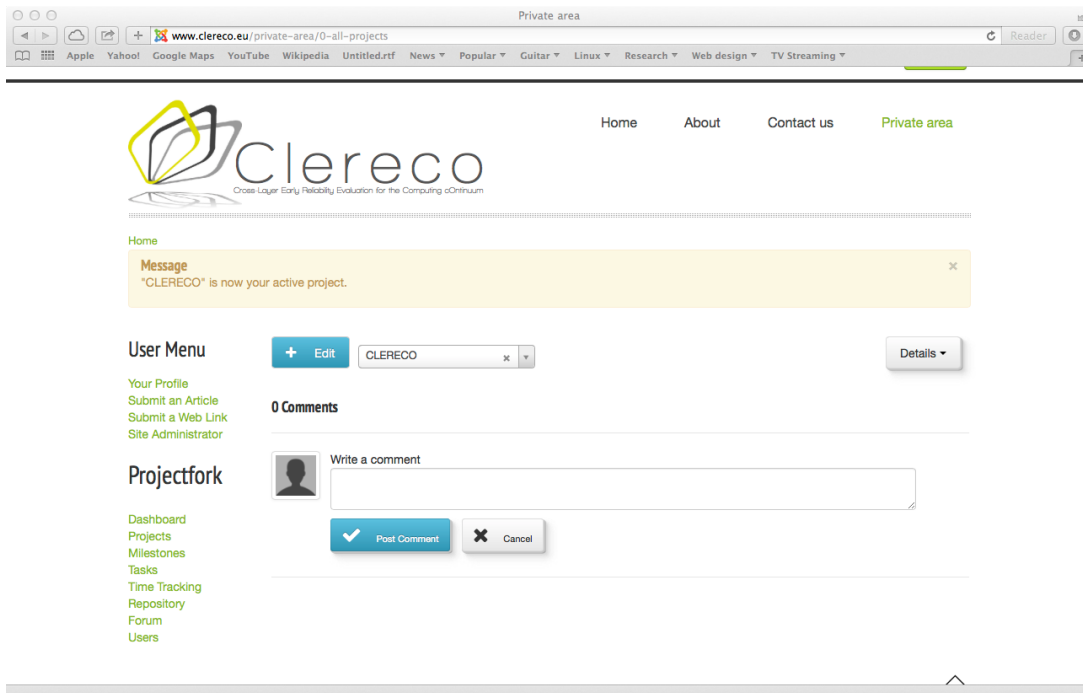 Private area
www.clereco.eu/private-area/0-all-projects
Reader
Apple Yahoo! Google Maps YouTube Wikipedia Untitled.rtf News Popular Guitar Linux Research Web design TV Streaming
Home About Contact us Private area
Clereco
Cross-Layer Early Reliability Evaluation for the Computing cOntinuum
Home
Message
"CLERECO" is now your active project.
User Menu
Your Profile
Submit an Article
Submit a Web Link
Site Administrator
Projectfork
Dashboard
Projects
Milestones
Tasks
Time Tracking
Repository
Forum
Users
Edit
CLERECO
Details
0 Comments
Write a comment
Post Comment
Cancel